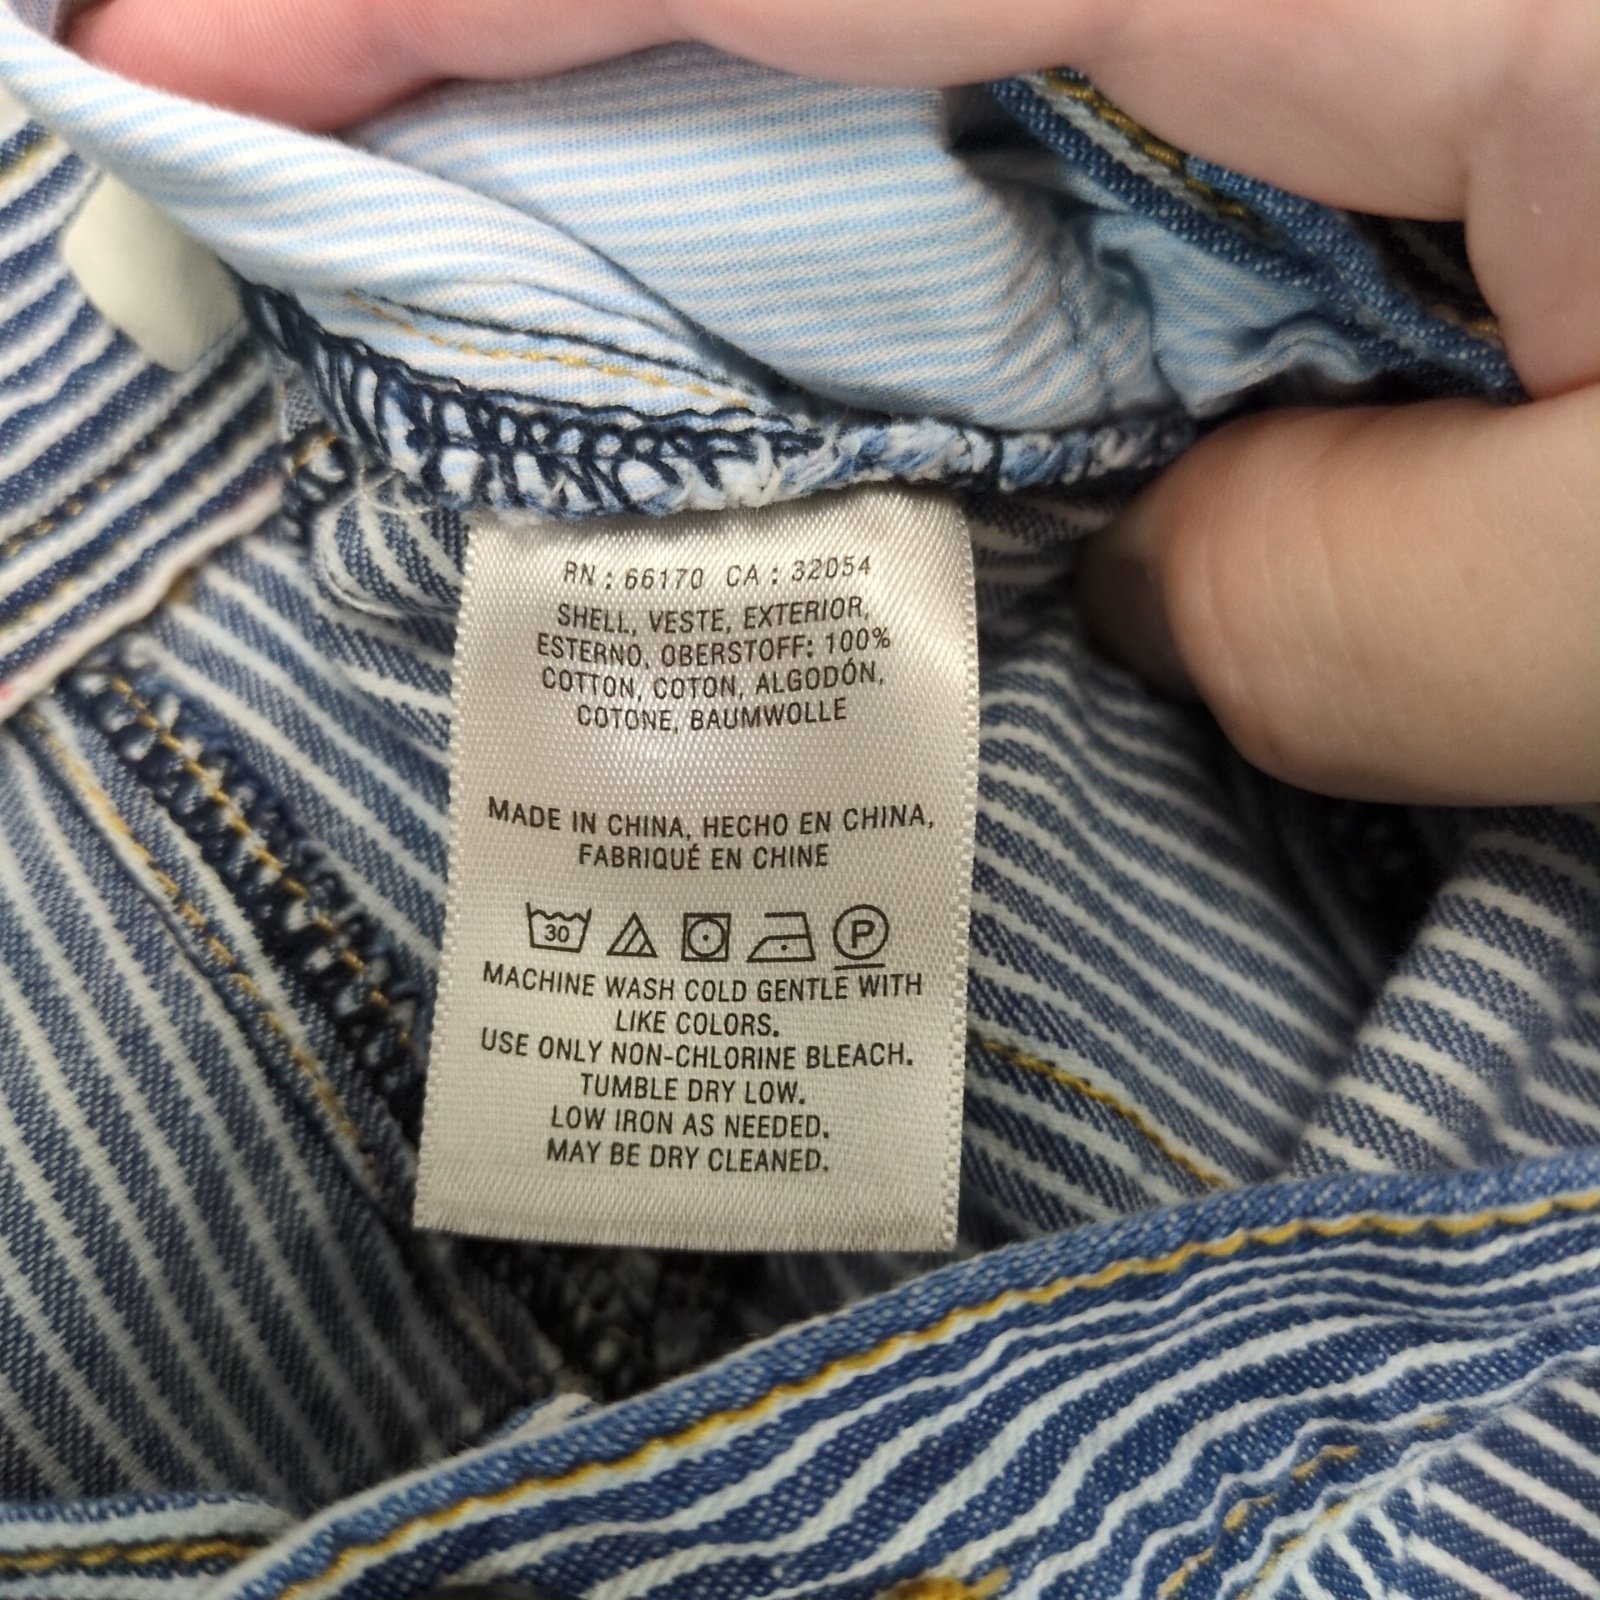 RN : 66170 CA : 32054
SHELL, VESTE, EXTERIOR,
ESTERNO, OBERSTOFF: 100%
COTTON, COTON, ALGODÓN,
COTONE, BAUMWOLLE
MADE IN CHINA, HECHO EN CHINA,
FABRIQUÉ EN CHINE
30 P
MACHINE WASH COLD GENTLE WITH
LIKE COLORS.
USE ONLY NON-CHLORINE BLEACH.
TUMBLE DRY LOW.
LOW IRON AS NEEDED.
MAY BE DRY CLEANED.